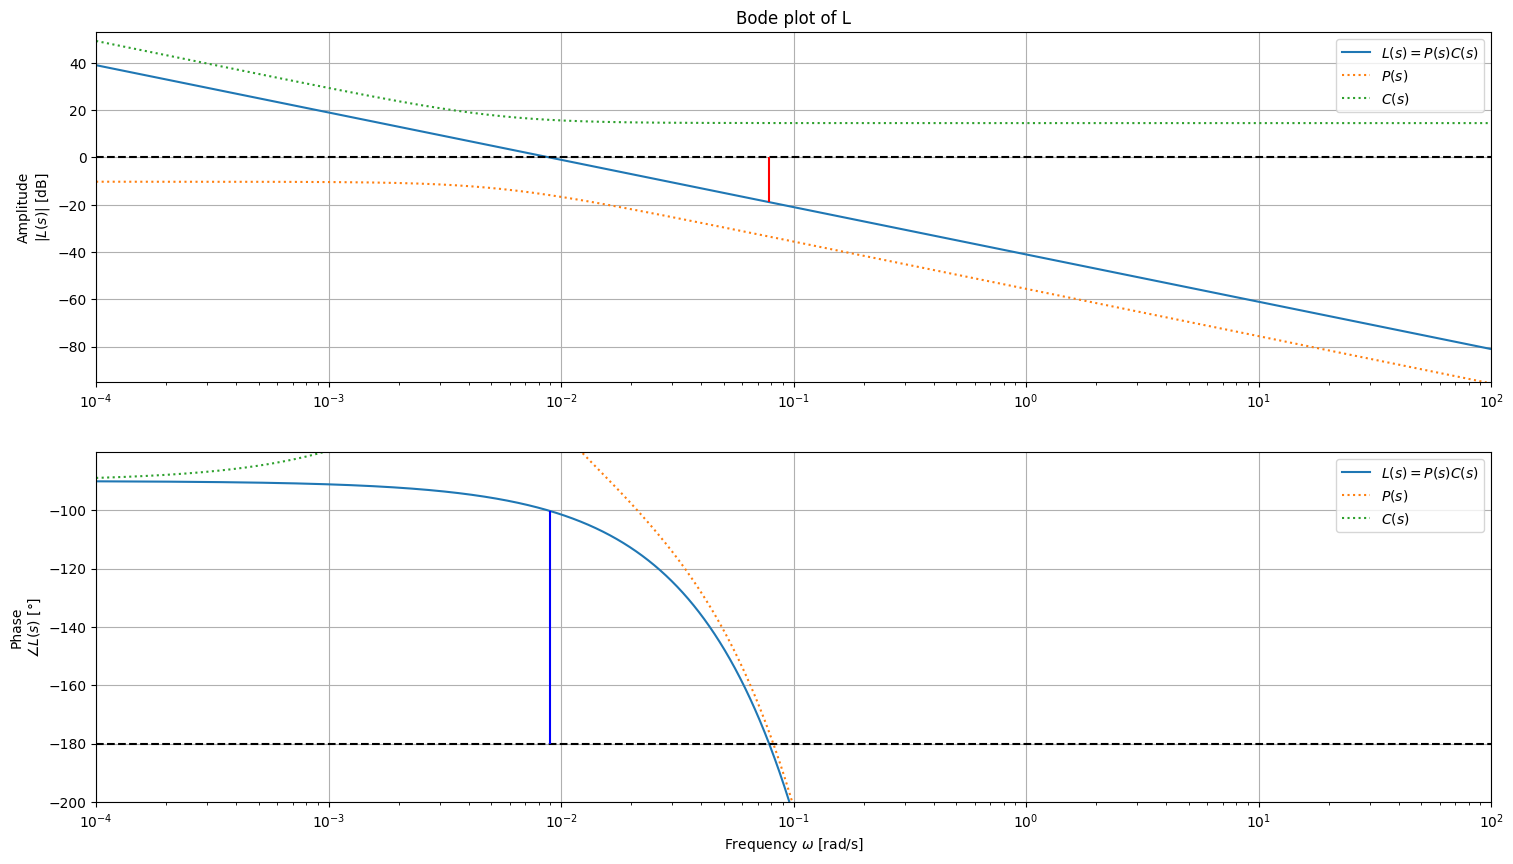 Bode plot of L
Amplitude
|L(s)| [dB]
40
20
0
−20
−40
−60
−80
L(s) = P(s)C(s)
P(s)
C(s)
10⁻⁴
10⁻³
10⁻²
10⁻¹
10⁰
10¹
10²
Phase
∠L(s) [°]
−100
−120
−140
−160
−180
−200
L(s) = P(s)C(s)
P(s)
C(s)
10⁻⁴
10⁻³
10⁻²
10⁻¹
10⁰
10¹
10²
Frequency ω [rad/s]